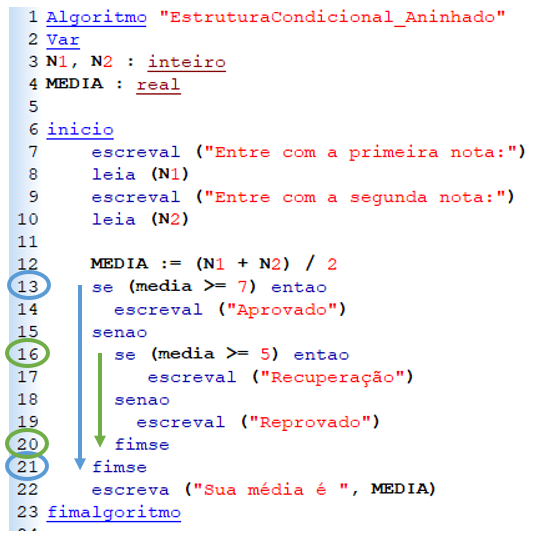 1 Algoritmo "EstruturaCondicional_Aninhado"
2 Var
3 N1, N2 : inteiro
4 MEDIA : real
5
6 inicio
7 escreval ("Entre com a primeira nota:")
8 leia (N1)
9 escreval ("Entre com a segunda nota:")
10 leia (N2)
11
12 MEDIA := (N1 + N2) / 2
13 se (media >= 7) entao
14 escreval ("Aprovado")
15 senao
16 se (media >= 5) entao
17 escreval ("Recuperação")
18 senao
19 escreval ("Reprovado")
20 fimse
21 fimse
22 escreva ("Sua média é ", MEDIA)
23 fimalgoritmo